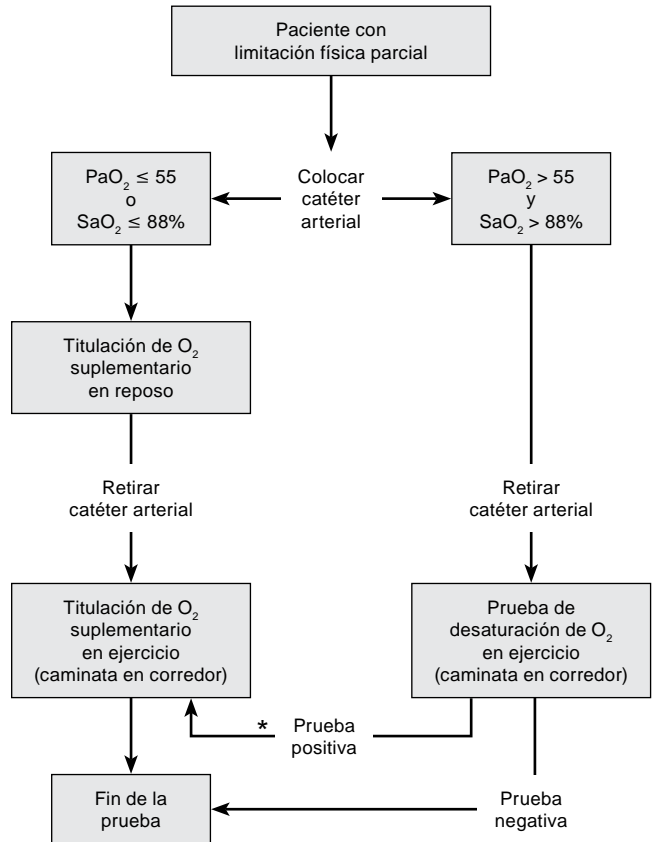 Paciente con
limitación física parcial
PaO₂ ≤ 55
o
SaO₂ ≤ 88%
Colocar
catéter
arterial
PaO₂ > 55
y
SaO₂ > 88%
Titulación de O₂
suplementario
en reposo
Retirar
catéter arterial
Retirar
catéter arterial
Titulación de O₂
suplementario
en ejercicio
(caminata en corredor)
Prueba de
desaturación de O₂
en ejercicio
(caminata en corredor)
* Prueba
positiva
Fin de la
prueba
Prueba
negativa